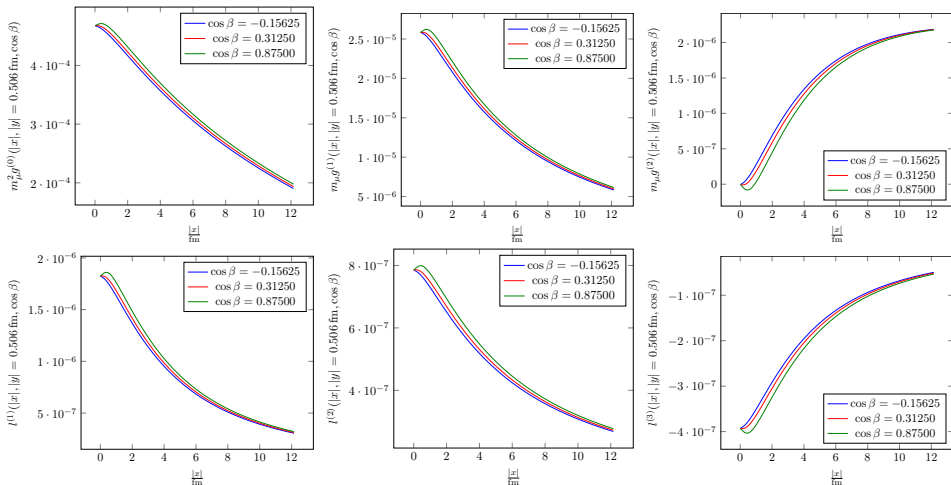 m²_μ g⁽⁰⁾(|x|, |y| = 0.506 fm, cos β)
4 · 10⁻⁴
3 · 10⁻⁴
2 · 10⁻⁴
cos β = −0.15625
cos β = 0.31250
cos β = 0.87500
0 2 4 6 8 10 12
|x|
fm
m_μ g⁽¹⁾(|x|, |y| = 0.506 fm, cos β)
2.5 · 10⁻⁵
2 · 10⁻⁵
1.5 · 10⁻⁵
1 · 10⁻⁵
5 · 10⁻⁶
cos β = −0.15625
cos β = 0.31250
cos β = 0.87500
0 2 4 6 8 10 12
|x|
fm
m_μ g⁽²⁾(|x|, |y| = 0.506 fm, cos β)
2 · 10⁻⁶
1.5 · 10⁻⁶
1 · 10⁻⁶
5 · 10⁻⁷
0
cos β = −0.15625
cos β = 0.31250
cos β = 0.87500
0 2 4 6 8 10 12
|x|
fm
l⁽¹⁾(|x|, |y| = 0.506 fm, cos β)
2 · 10⁻⁶
1.5 · 10⁻⁶
1 · 10⁻⁶
5 · 10⁻⁷
cos β = −0.15625
cos β = 0.31250
cos β = 0.87500
0 2 4 6 8 10 12
|x|
fm
l⁽²⁾(|x|, |y| = 0.506 fm, cos β)
8 · 10⁻⁷
6 · 10⁻⁷
4 · 10⁻⁷
cos β = −0.15625
cos β = 0.31250
cos β = 0.87500
0 2 4 6 8 10 12
|x|
fm
l⁽³⁾(|x|, |y| = 0.506 fm, cos β)
−1 · 10⁻⁷
−2 · 10⁻⁷
−3 · 10⁻⁷
−4 · 10⁻⁷
cos β = −0.15625
cos β = 0.31250
cos β = 0.87500
0 2 4 6 8 10 12
|x|
fm